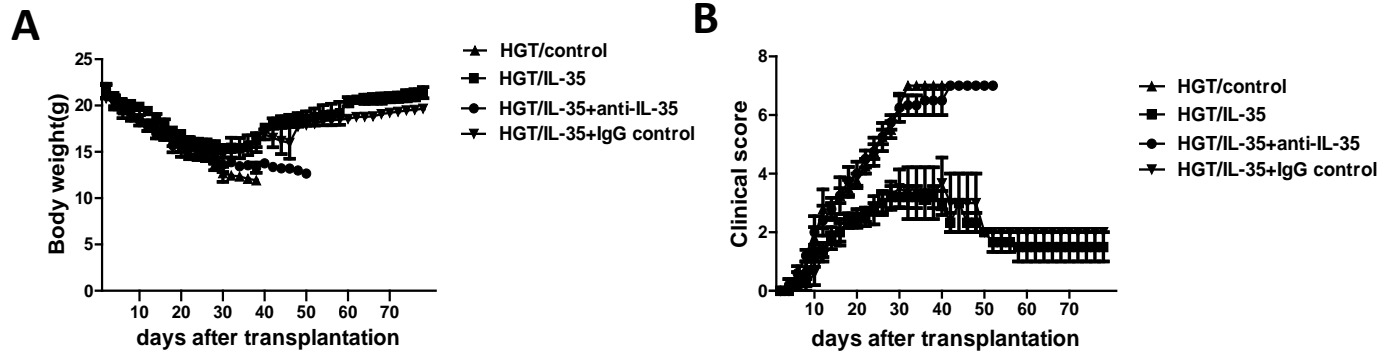 A
25
20
15
10
5
0
Body weight(g)
10 20 30 40 50 60 70
days after transplantation
HGT/control
HGT/IL-35
HGT/IL-35+anti-IL-35
HGT/IL-35+IgG control
B
8
6
4
2
0
Clinical score
10 20 30 40 50 60 70
days after transplantation
HGT/control
HGT/IL-35
HGT/IL-35+anti-IL-35
HGT/IL-35+IgG control